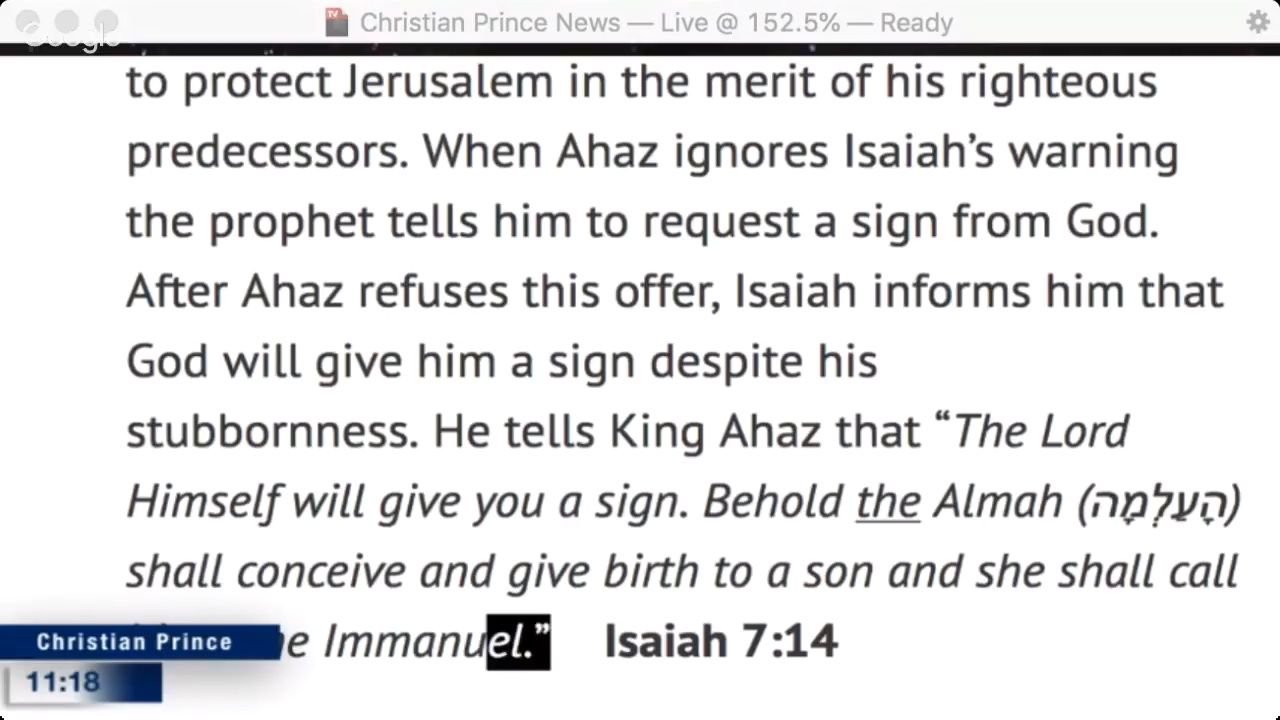 Christian Prince News — Live @ 152.5% — Ready
Google
to protect Jerusalem in the merit of his righteous
predecessors. When Ahaz ignores Isaiah’s warning
the prophet tells him to request a sign from God.
After Ahaz refuses this offer, Isaiah informs him that
God will give him a sign despite his
stubbornness. He tells King Ahaz that “The Lord
Himself will give you a sign. Behold the Almah (הָעַלְמָה)
shall conceive and give birth to a son and she shall call
Immanuel.” Isaiah 7:14
Christian Prince
11:18